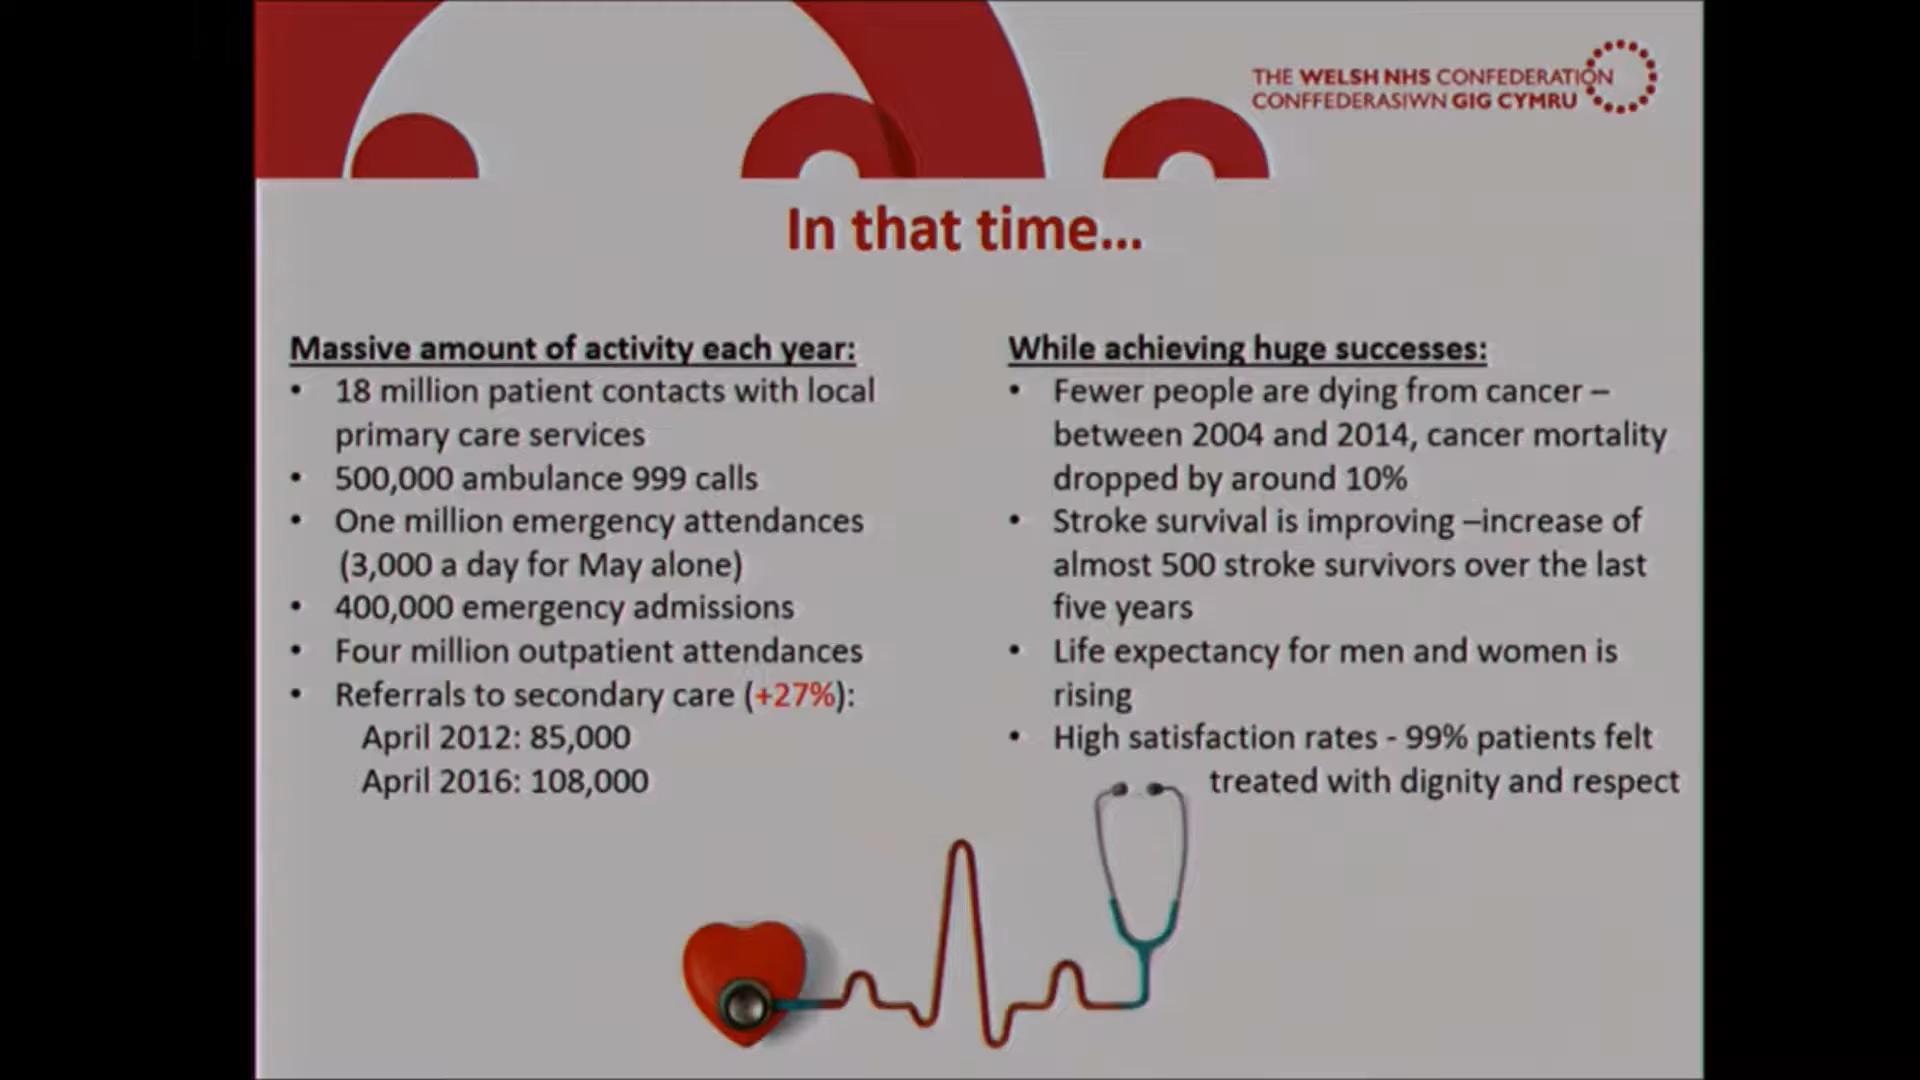 THE WELSH NHS CONFEDERATION
CONFFEDERASIWN GIG CYMRU
In that time...
Massive amount of activity each year:
• 18 million patient contacts with local
primary care services
• 500,000 ambulance 999 calls
• One million emergency attendances
(3,000 a day for May alone)
• 400,000 emergency admissions
• Four million outpatient attendances
• Referrals to secondary care (+27%):
April 2012: 85,000
April 2016: 108,000
While achieving huge successes:
• Fewer people are dying from cancer –
between 2004 and 2014, cancer mortality
dropped by around 10%
• Stroke survival is improving –increase of
almost 500 stroke survivors over the last
five years
• Life expectancy for men and women is
rising
• High satisfaction rates - 99% patients felt
treated with dignity and respect